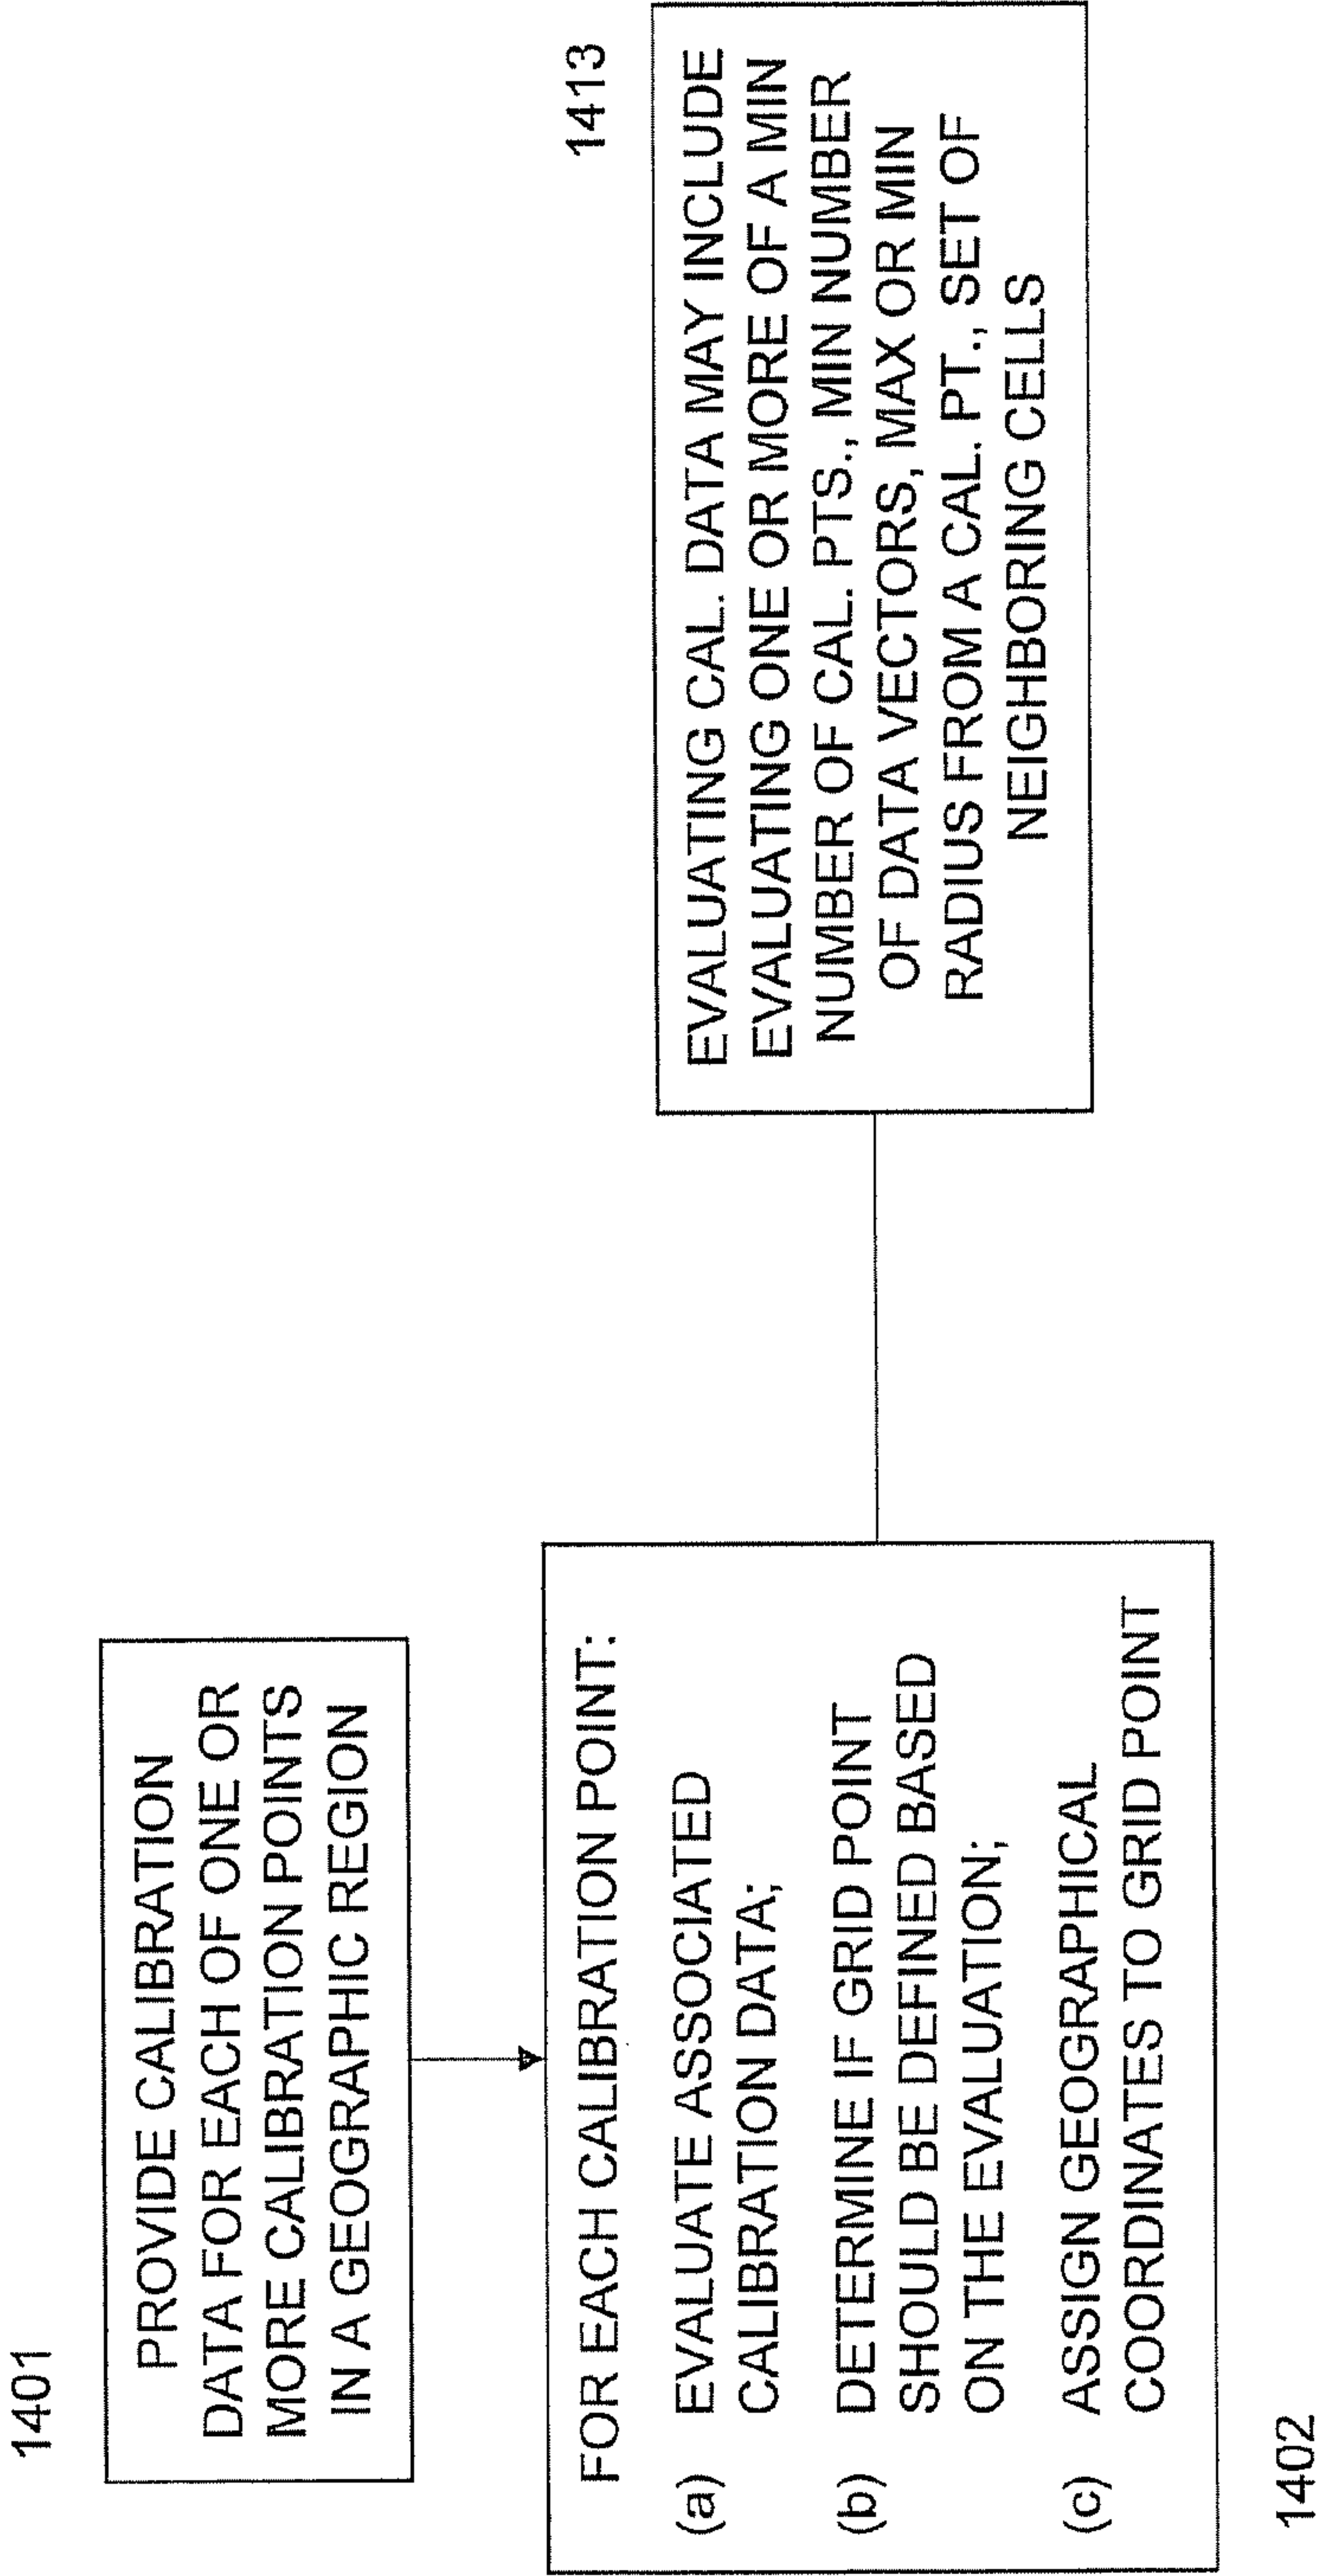 1401
PROVIDE CALIBRATION
DATA FOR EACH OF ONE OR
MORE CALIBRATION POINTS
IN A GEOGRAPHIC REGION
FOR EACH CALIBRATION POINT:
(a) EVALUATE ASSOCIATED
CALIBRATION DATA;
(b) DETERMINE IF GRID POINT
SHOULD BE DEFINED BASED
ON THE EVALUATION;
(c) ASSIGN GEOGRAPHICAL
COORDINATES TO GRID POINT
1402
1413
EVALUATING CAL. DATA MAY INCLUDE
EVALUATING ONE OR MORE OF A MIN
NUMBER OF CAL. PTS., MIN NUMBER
OF DATA VECTORS, MAX OR MIN
RADIUS FROM A CAL. PT., SET OF
NEIGHBORING CELLS